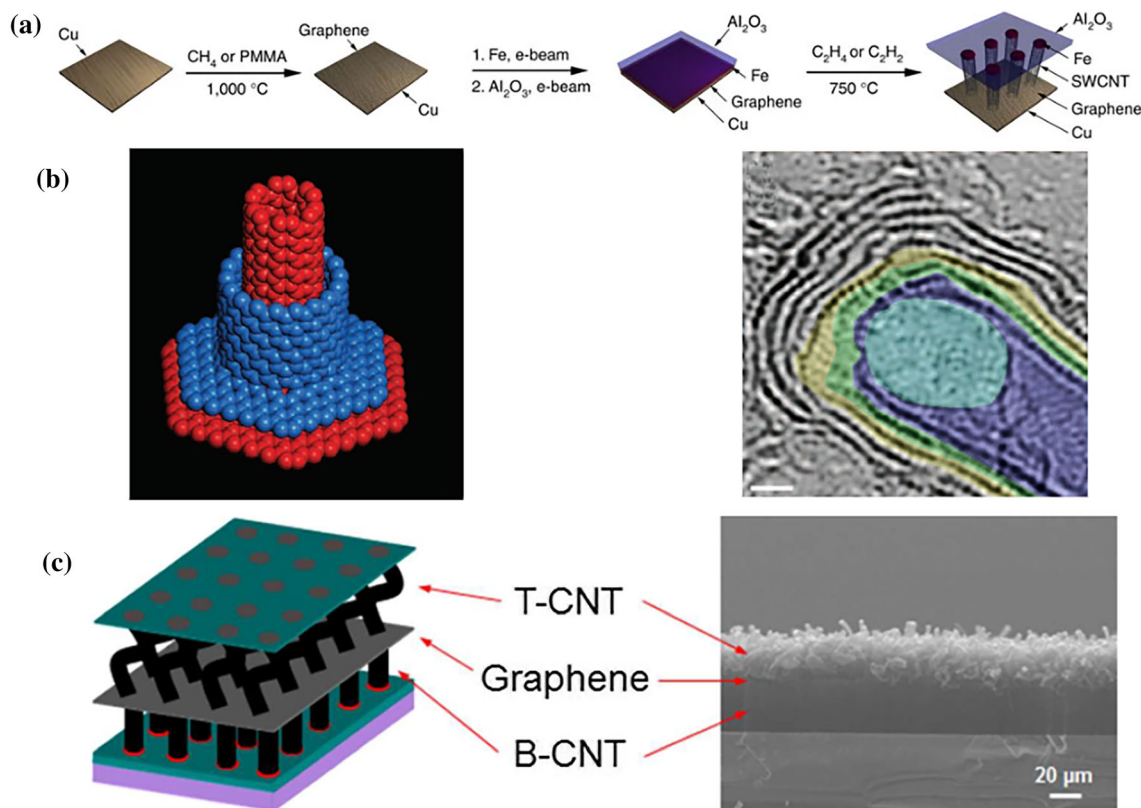 (a)
Cu
CH4 or PMMA
1,000 °C
Graphene
Cu
1. Fe, e-beam
2. Al2O3, e-beam
Al2O3
Fe
Graphene
Cu
C2H4 or C2H2
750 °C
Al2O3
Fe
SWCNT
Graphene
Cu
(b)
(c)
T-CNT
Graphene
B-CNT
20 µm